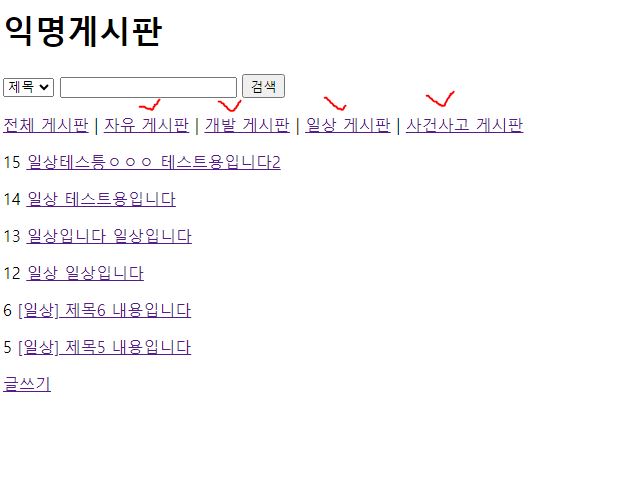 익명게시판
제목 검색
전체 게시판 | 자유 게시판 | 개발 게시판 | 일상 게시판 | 사건사고 게시판
15 일상테스틍ㅇㅇㅇ 테스트용입니다2
14 일상 테스트용입니다
13 일상입니다 일상입니다
12 일상 일상입니다
6 [일상] 제목6 내용입니다
5 [일상] 제목5 내용입니다
글쓰기